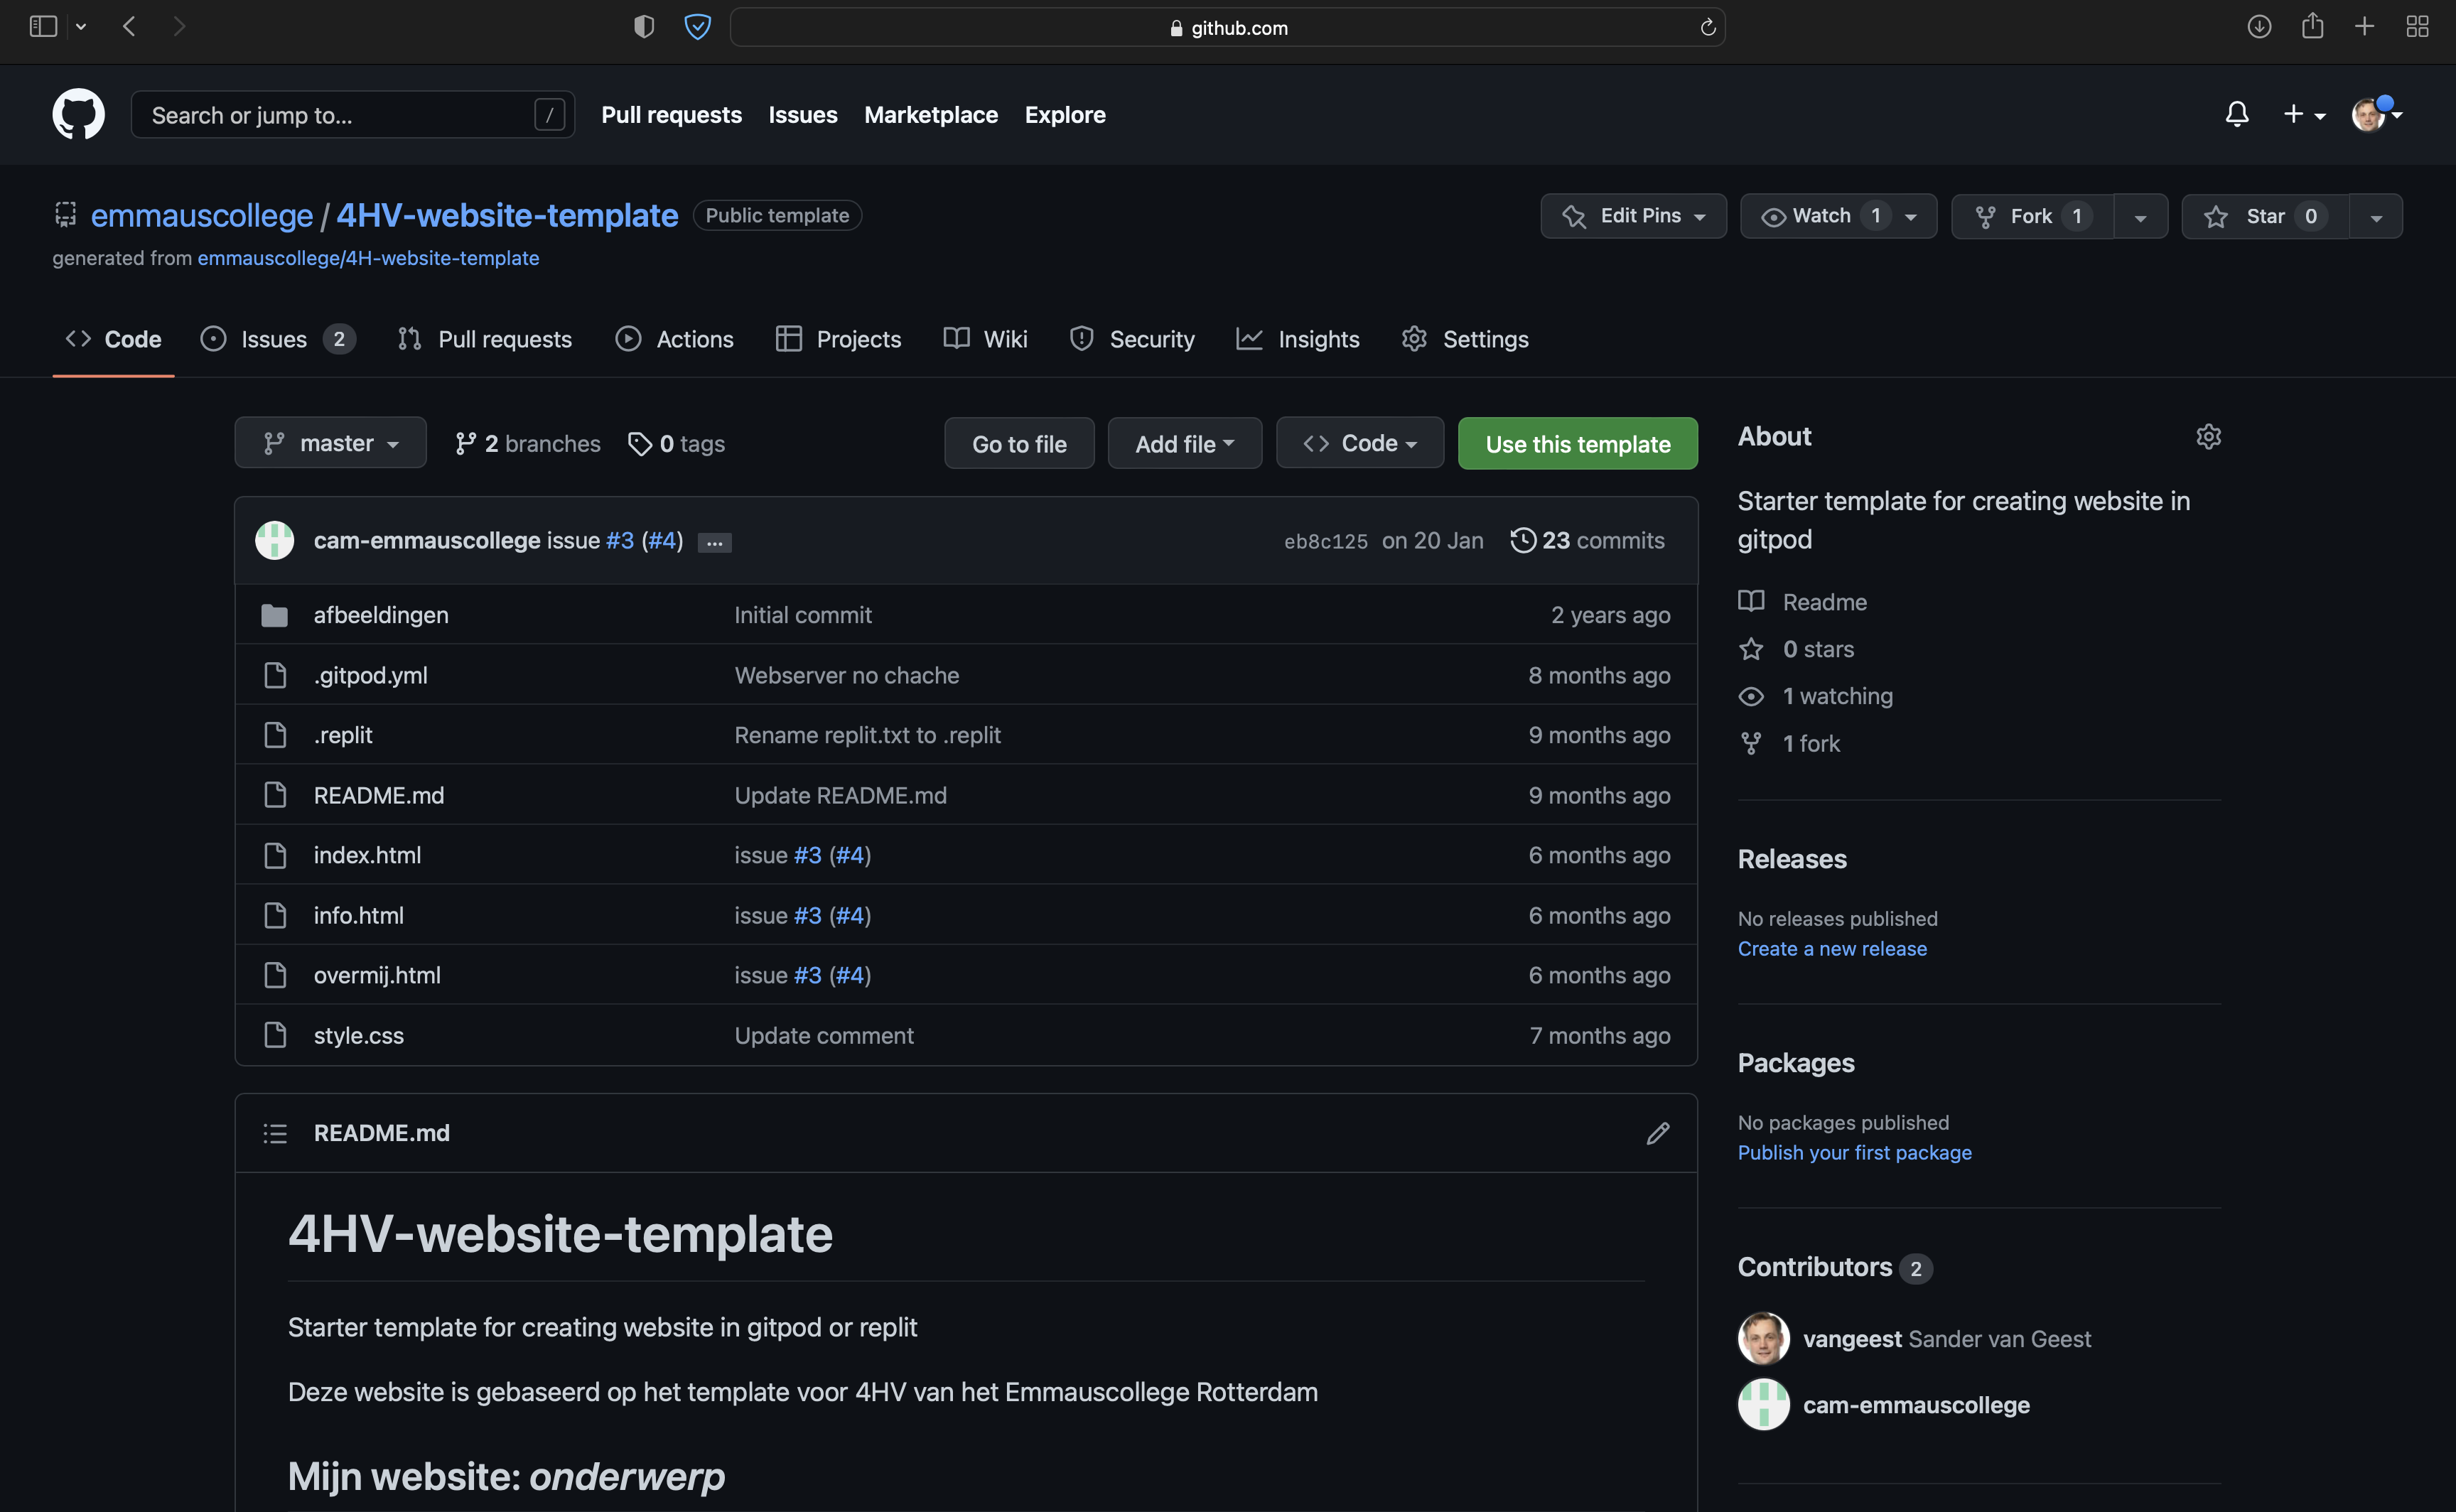 github.com
Search or jump to... /
Pull requests Issues Marketplace Explore
emmauscollege / 4HV-website-template Public template
Edit Pins Watch 1 Fork 1 Star 0
generated from emmauscollege/4H-website-template
Code Issues 2 Pull requests Actions Projects Wiki Security Insights Settings
master 2 branches 0 tags Go to file Add file Code Use this template
cam-emmauscollege issue #3 (#4) ... eb8c125 on 20 Jan 23 commits
afbeeldingen Initial commit 2 years ago
.gitpod.yml Webserver no chache 8 months ago
.replit Rename replit.txt to .replit 9 months ago
README.md Update README.md 9 months ago
index.html issue #3 (#4) 6 months ago
info.html issue #3 (#4) 6 months ago
overmij.html issue #3 (#4) 6 months ago
style.css Update comment 7 months ago
README.md
4HV-website-template
Starter template for creating website in gitpod or replit
Deze website is gebaseerd op het template voor 4HV van het Emmauscollege Rotterdam
Mijn website: onderwerp
About
Starter template for creating website in
gitpod
Readme
0 stars
1 watching
1 fork
Releases
No releases published
Create a new release
Packages
No packages published
Publish your first package
Contributors 2
vangeest Sander van Geest
cam-emmauscollege